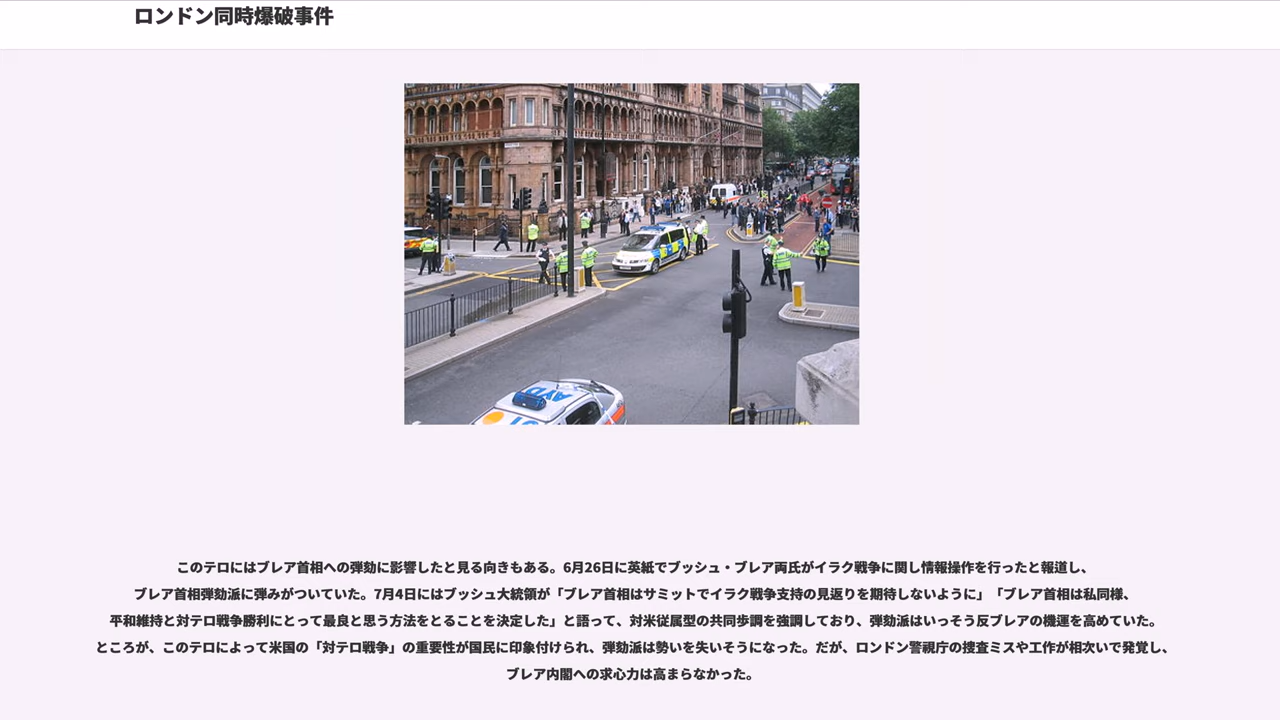 ロンドン同時爆破事件
このテロにはブレア首相への弾劾に影響したと見る向きもある。6月26日に英紙でブッシュ・ブレア両氏がイラク戦争に関し情報操作を行ったと報道し、
ブレア首相弾劾派に弾みがついていた。7月4日にはブッシュ大統領が「ブレア首相はサミットでイラク戦争支持の見返りを期待しないように」「ブレア首相は私同様、
平和維持と対テロ戦争勝利にとって最良と思う方法をとることを決定した」と語って、対米従属型の共同歩調を強調しており、弾劾派はいっそう反ブレアの機運を高めていた。
ところが、このテロによって米国の「対テロ戦争」の重要性が国民に印象付けられ、弾劾派は勢いを失いそうになった。だが、ロンドン警視庁の捜査ミスや工作が相次いで発覚し、
ブレア内閣への求心力は高まらなかった。